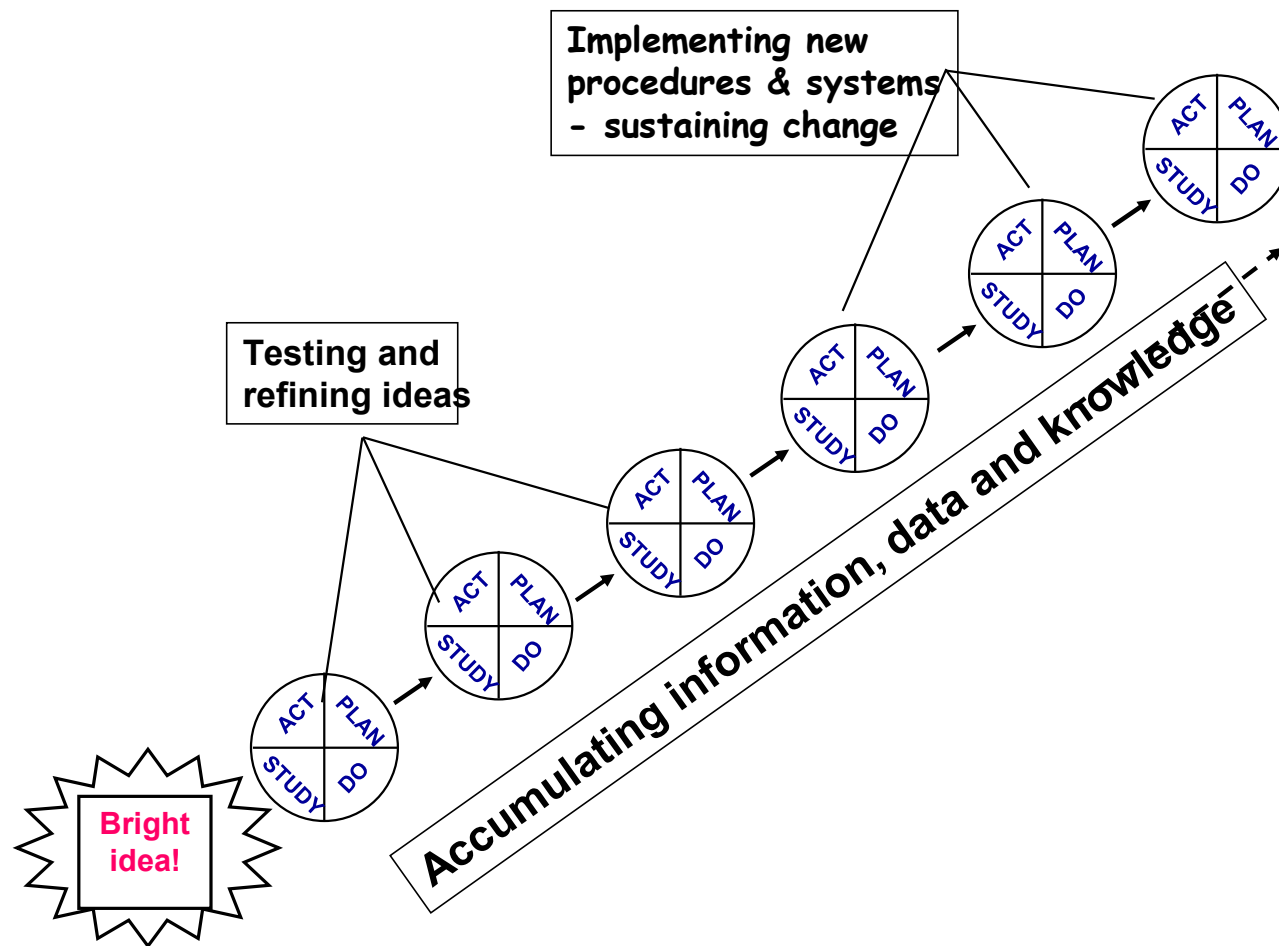 Implementing new
procedures & systems
- sustaining change
ACT
PLAN
STUDY
DO
ACT
PLAN
STUDY
DO
Testing and
refining ideas
ACT
PLAN
STUDY
DO
ACT
PLAN
STUDY
DO
ACT
PLAN
STUDY
DO
ACT
PLAN
STUDY
DO
Bright
idea!
Accumulating information, data and knowledge